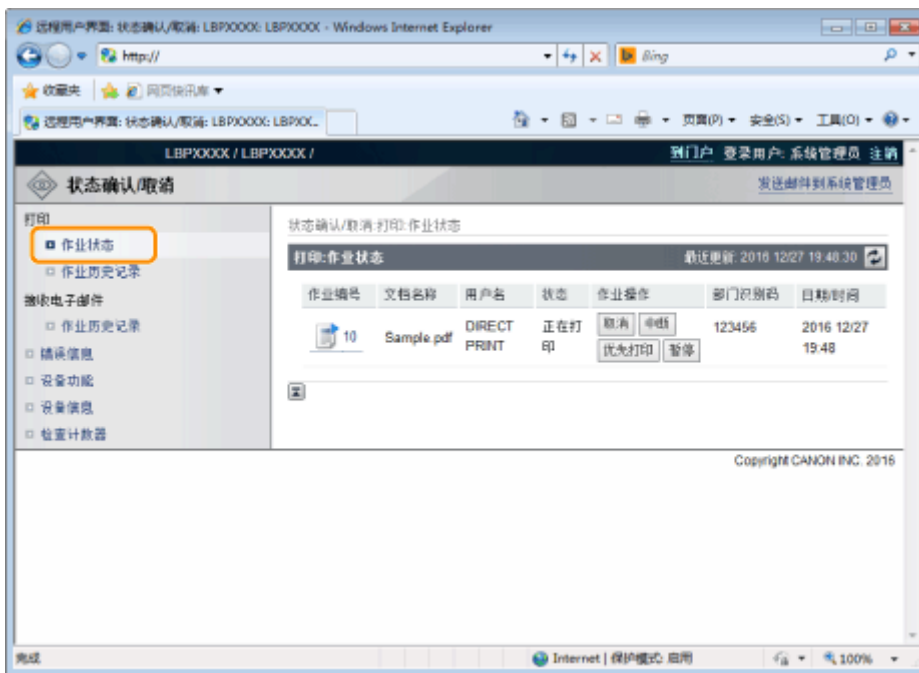 远程用户界面: 状态确认/取消: LBPXXXX: LBPXXXX - Windows Internet Explorer
http://
Bing
收藏夹 网页快讯库
远程用户界面: 状态确认/取消: LBPXXXX: LBPXX...
页面(P) 安全(S) 工具(O)
LBPXXXX / LBPXXXX /
到门户 登录用户: 系统管理员 注销
状态确认/取消
发送邮件到系统管理员
打印
作业状态
作业历史记录
接收电子邮件
作业历史记录
错误信息
设备功能
设备信息
检查计数器
状态确认/取消:打印:作业状态
打印:作业状态
最近更新: 2016 12/27 19:48:30
作业编号 文档名称 用户名 状态 作业操作 部门识别码 日期/时间
10 Sample.pdf DIRECT PRINT 正在打印 取消 中断 优先打印 暂停 123456 2016 12/27 19:48
Copyright CANON INC. 2016
完成
Internet | 保护模式: 启用
100%